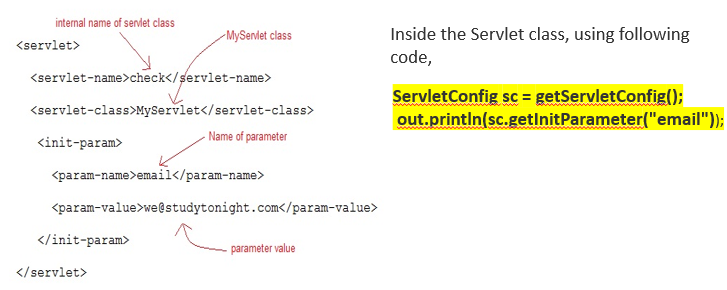 internal name of servlet class
MyServlet class
<servlet>
<servlet-name>check</servlet-name>
<servlet-class>MyServlet</servlet-class>
<init-param>
Name of parameter
<param-name>email</param-name>
<param-value>we@studytonight.com</param-value>
</init-param>
parameter value
</servlet>
Inside the Servlet class, using following
code,
ServletConfig sc = getServletConfig();
out.println(sc.getInitParameter("email"));